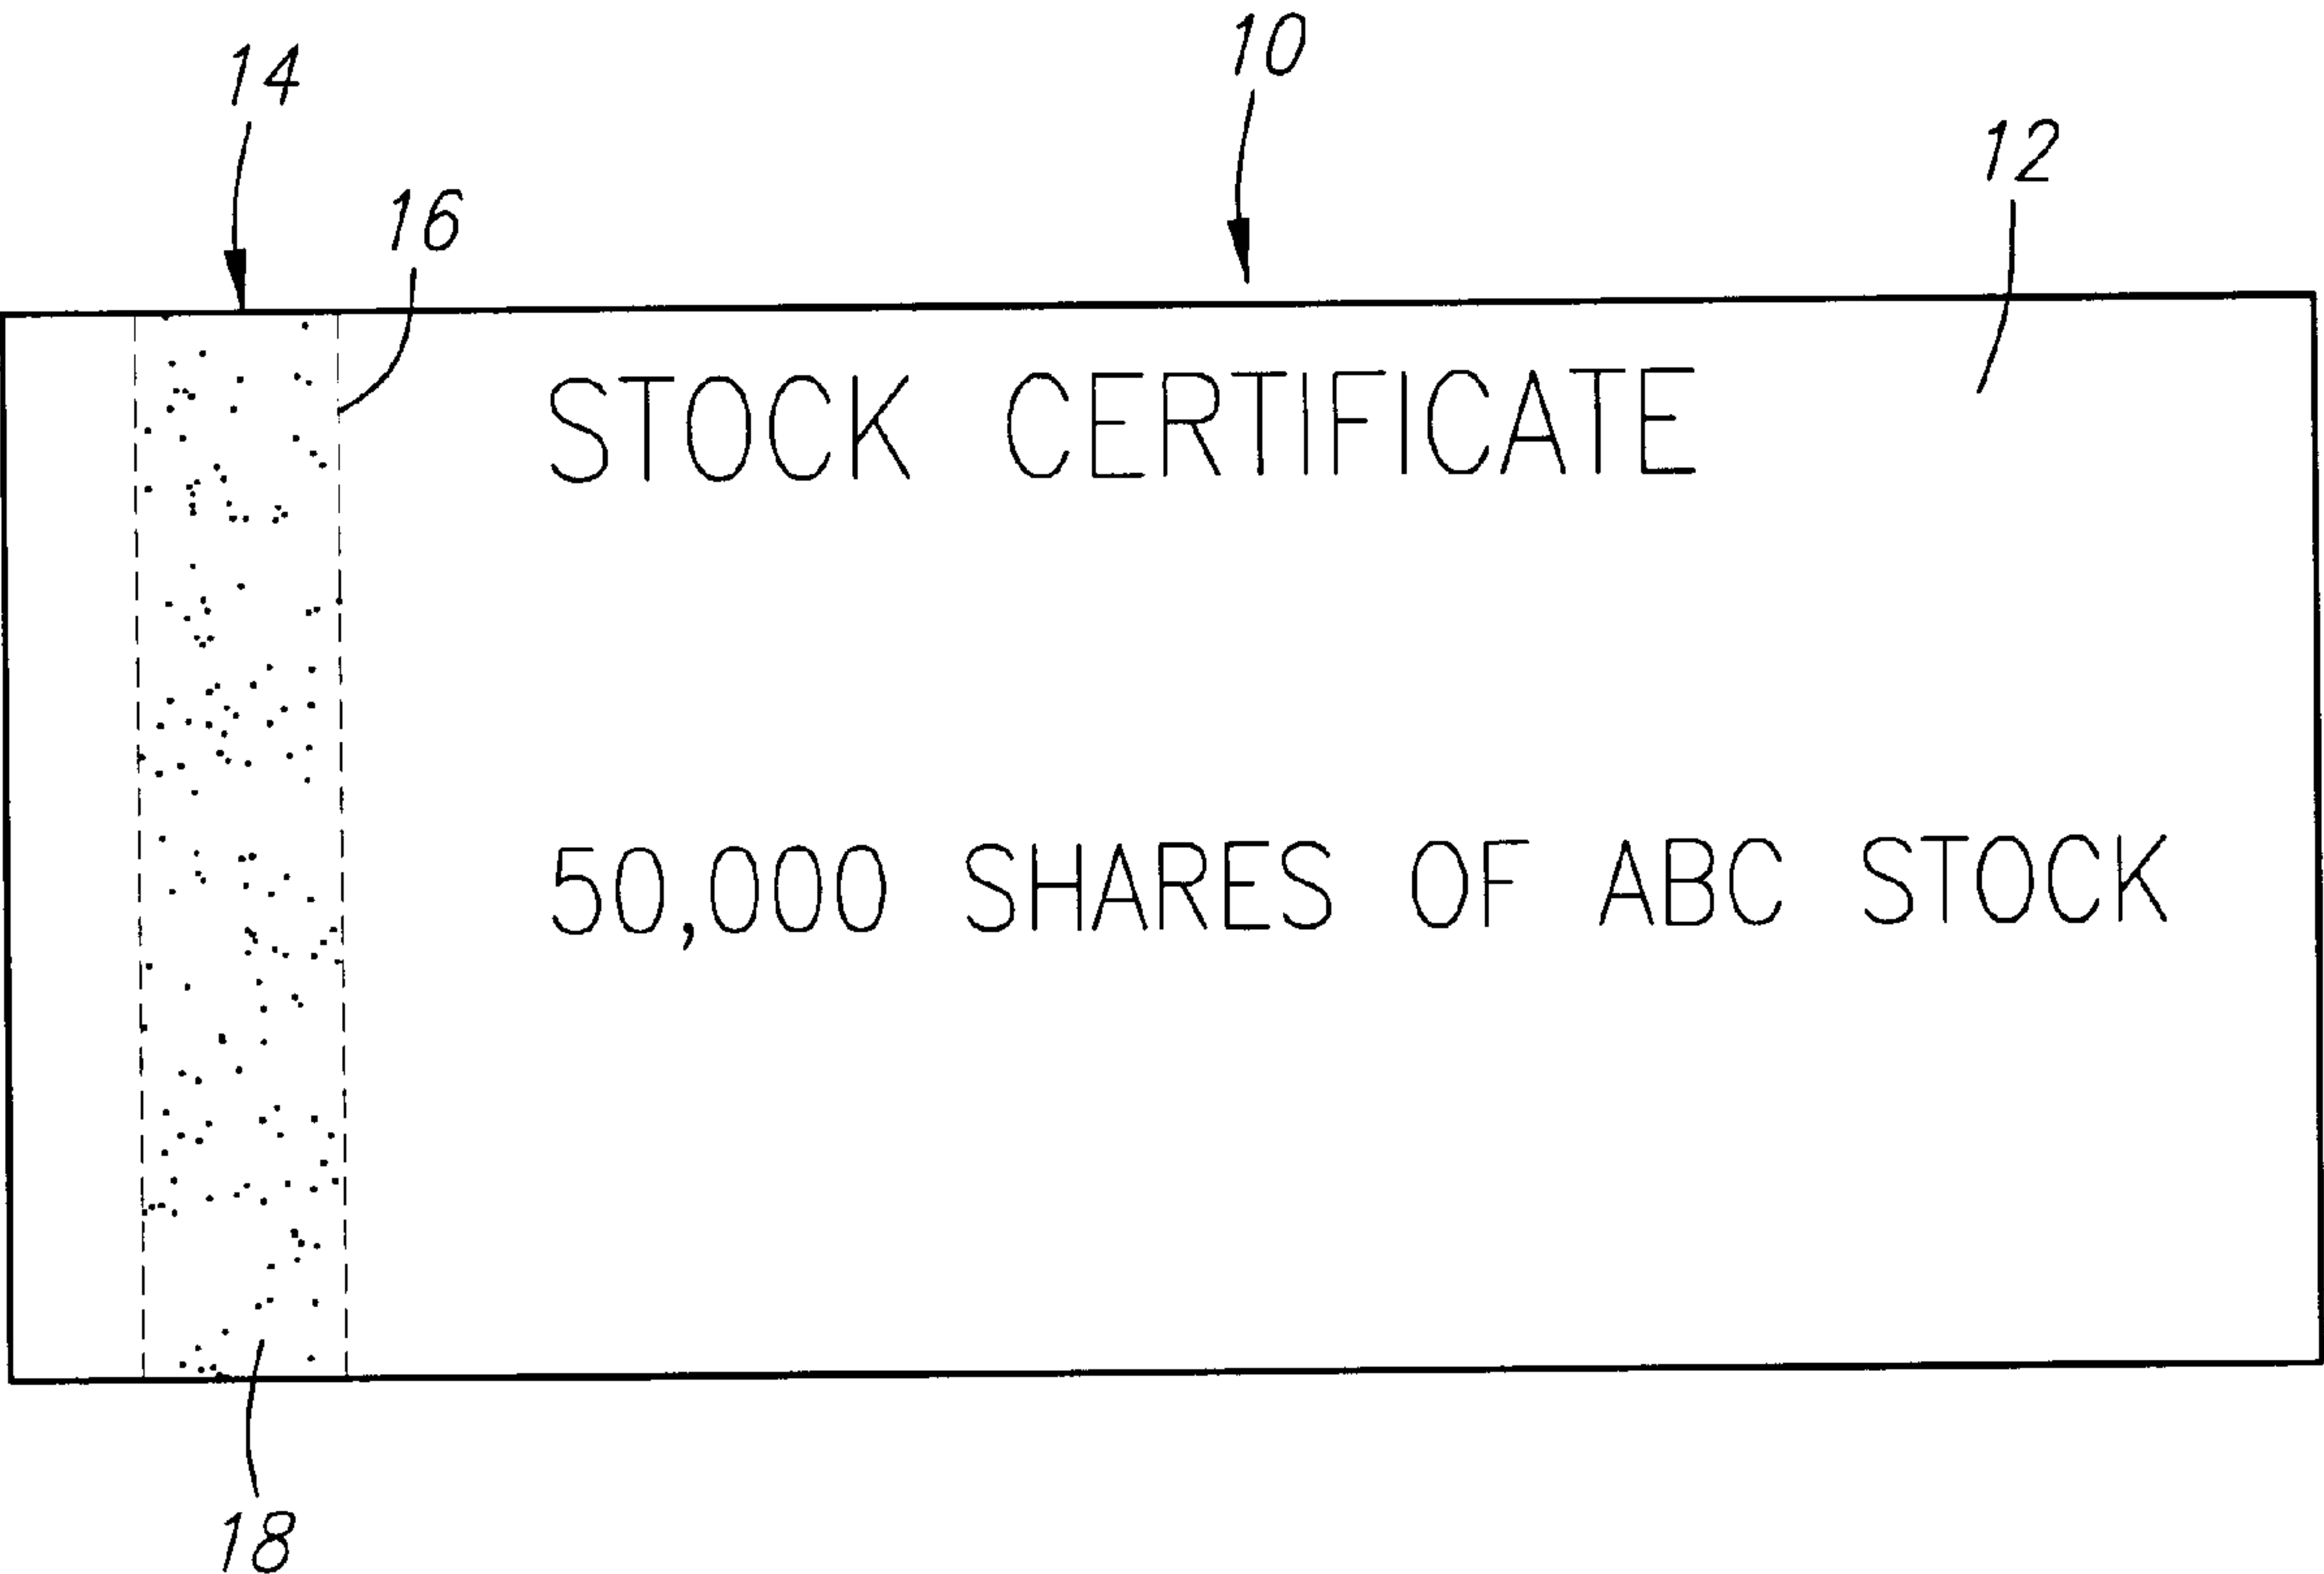 10
14
12
16
STOCK CERTIFICATE
50,000 SHARES OF ABC STOCK
18